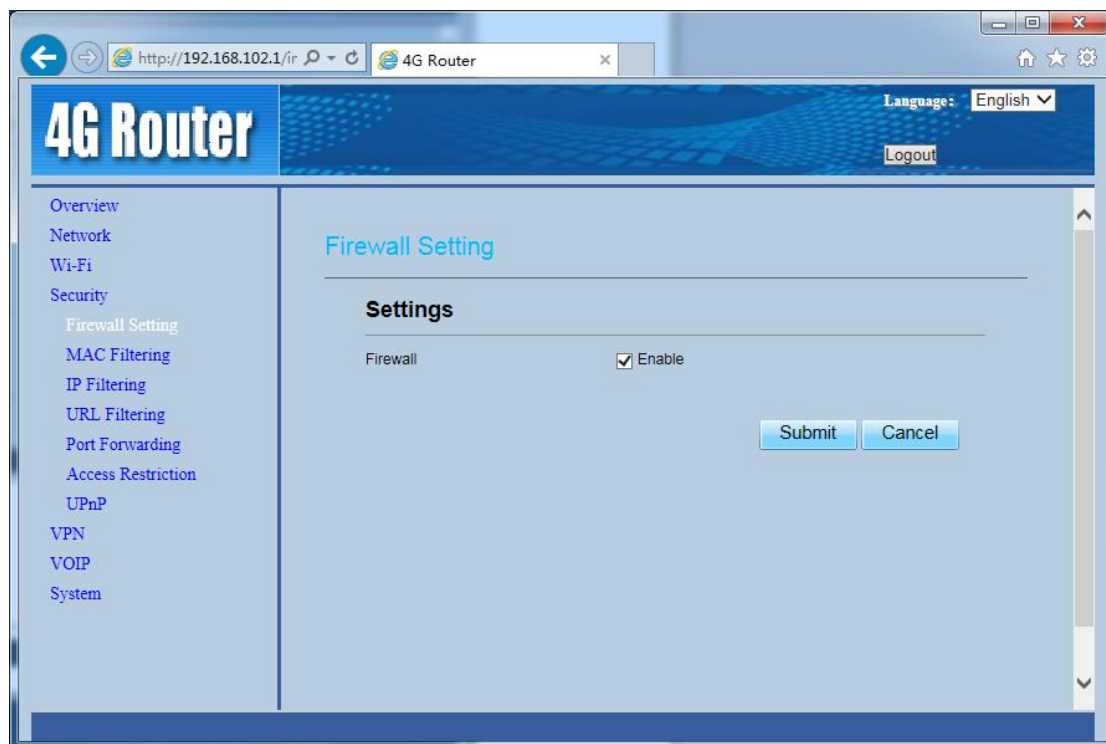 http://192.168.102.1/ir
4G Router
4G Router
Language: English
Logout
Overview
Network
Wi-Fi
Security
Firewall Setting
MAC Filtering
IP Filtering
URL Filtering
Port Forwarding
Access Restriction
UPnP
VPN
VOIP
System
Firewall Setting
Settings
Firewall Enable
Submit Cancel